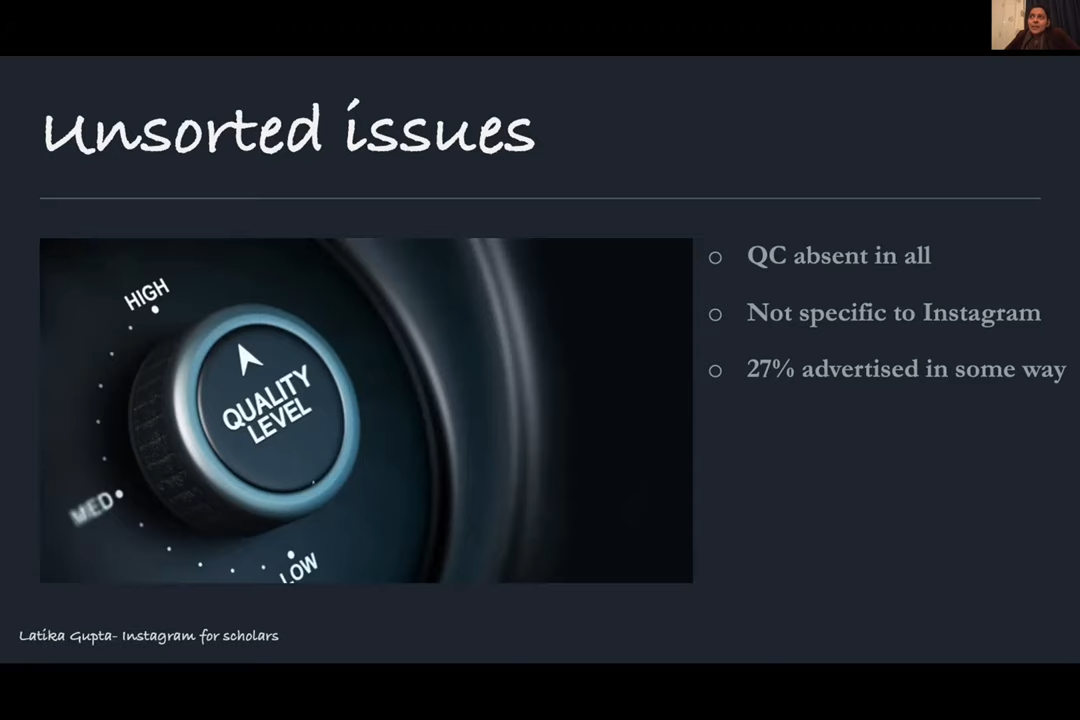 Unsorted issues
QC absent in all
Not specific to Instagram
27% advertised in some way
HIGH
QUALITY
LEVEL
MED
LOW
Latika Gupta- Instagram for scholars